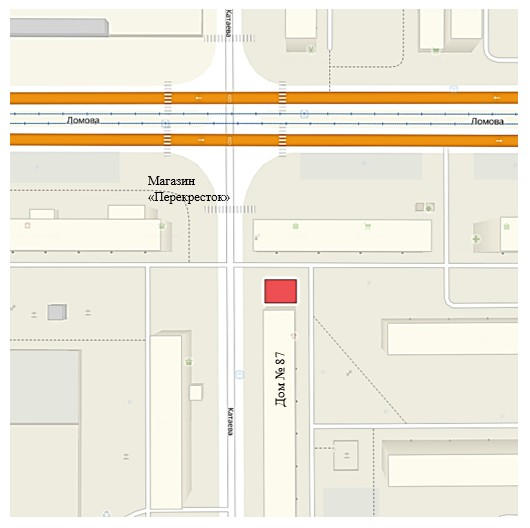 Катаева
Ломова
Ломова
Магазин
«Перекресток»
Дом № 87
Катаева